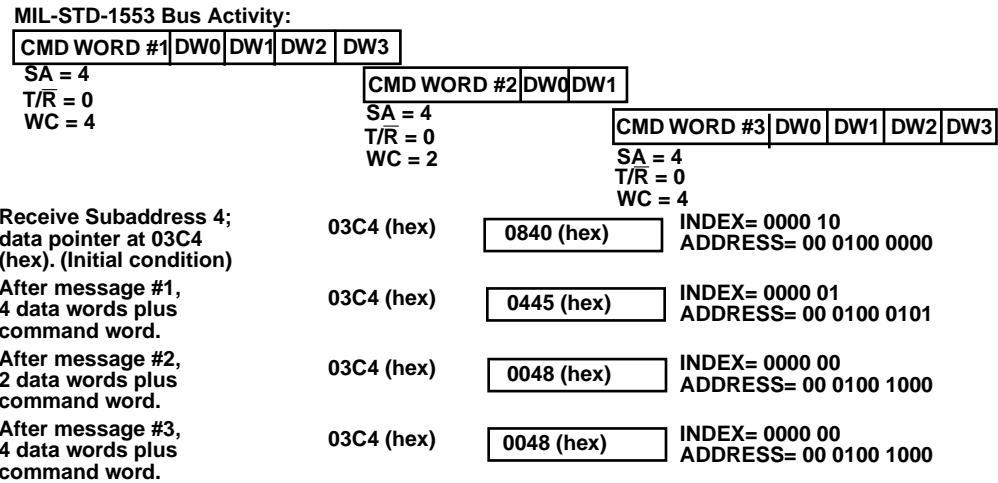 MIL-STD-1553 Bus Activity:
CMD WORD #1 DW0 DW1 DW2 DW3
SA = 4
T/R̅ = 0
WC = 4
CMD WORD #2 DW0 DW1
SA = 4
T/R̅ = 0
WC = 2
CMD WORD #3 DW0 DW1 DW2 DW3
SA = 4
T/R̅ = 0
WC = 4
Receive Subaddress 4;
data pointer at 03C4
(hex). (Initial condition)
03C4 (hex)
0840 (hex)
INDEX= 0000 10
ADDRESS= 00 0100 0000
After message #1,
4 data words plus
command word.
03C4 (hex)
0445 (hex)
INDEX= 0000 01
ADDRESS= 00 0100 0101
After message #2,
2 data words plus
command word.
03C4 (hex)
0048 (hex)
INDEX= 0000 00
ADDRESS= 00 0100 1000
After message #3,
4 data words plus
command word.
03C4 (hex)
0048 (hex)
INDEX= 0000 00
ADDRESS= 00 0100 1000